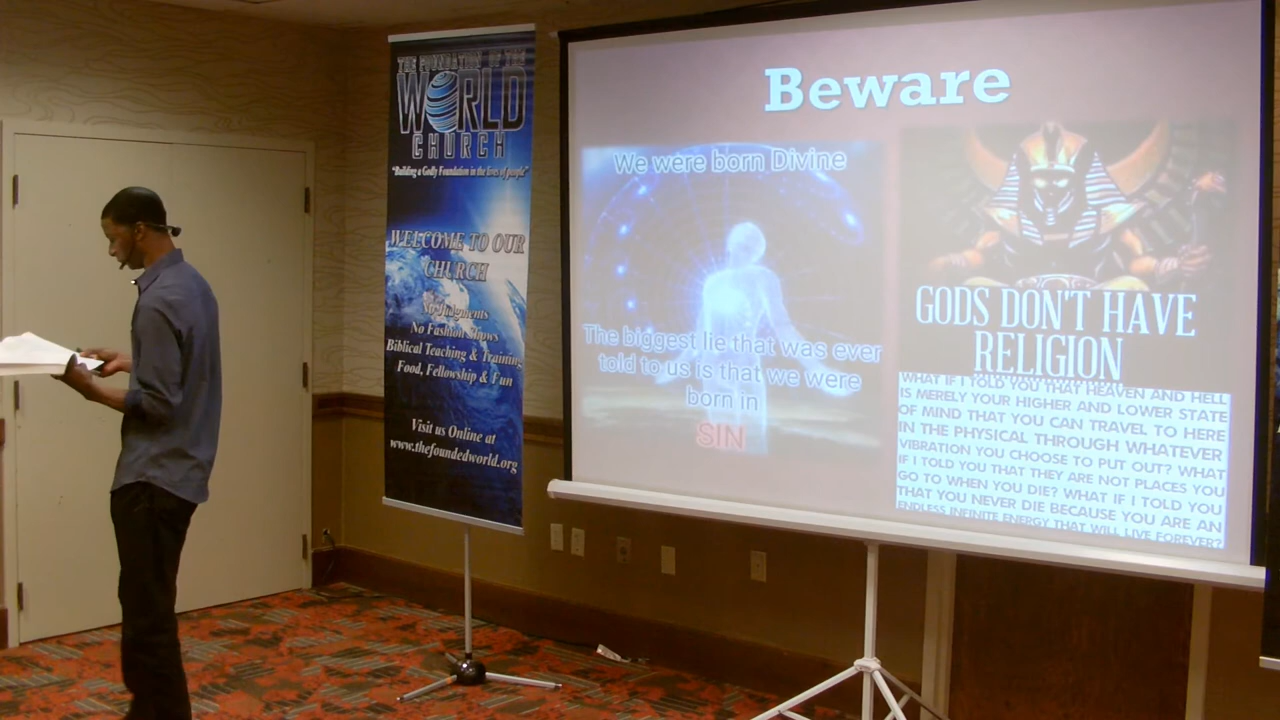 THE FOUNDATION OF THE
WORLD
CHURCH
"Building a Godly Foundation in the lives of people"
WELCOME TO OUR
CHURCH
No Judgments
No Fashion Shows
Biblical Teaching & Training
Food, Fellowship & Fun
Visit us Online at
www.thefoundedworld.org
Beware
We were born Divine
The biggest lie that was ever
told to us is that we were
born in
SIN
GODS DON'T HAVE
RELIGION
WHAT IF I TOLD YOU THAT HEAVEN AND HELL
IS MERELY YOUR HIGHER AND LOWER STATE
OF MIND THAT YOU CAN TRAVEL TO HERE
IN THE PHYSICAL THROUGH WHATEVER
VIBRATION YOU CHOOSE TO PUT OUT? WHAT
IF I TOLD YOU THAT THEY ARE NOT PLACES YOU
GO TO WHEN YOU DIE? WHAT IF I TOLD YOU
THAT YOU NEVER DIE BECAUSE YOU ARE AN
ENDLESS INFINITE ENERGY THAT WILL LIVE FOREVER?